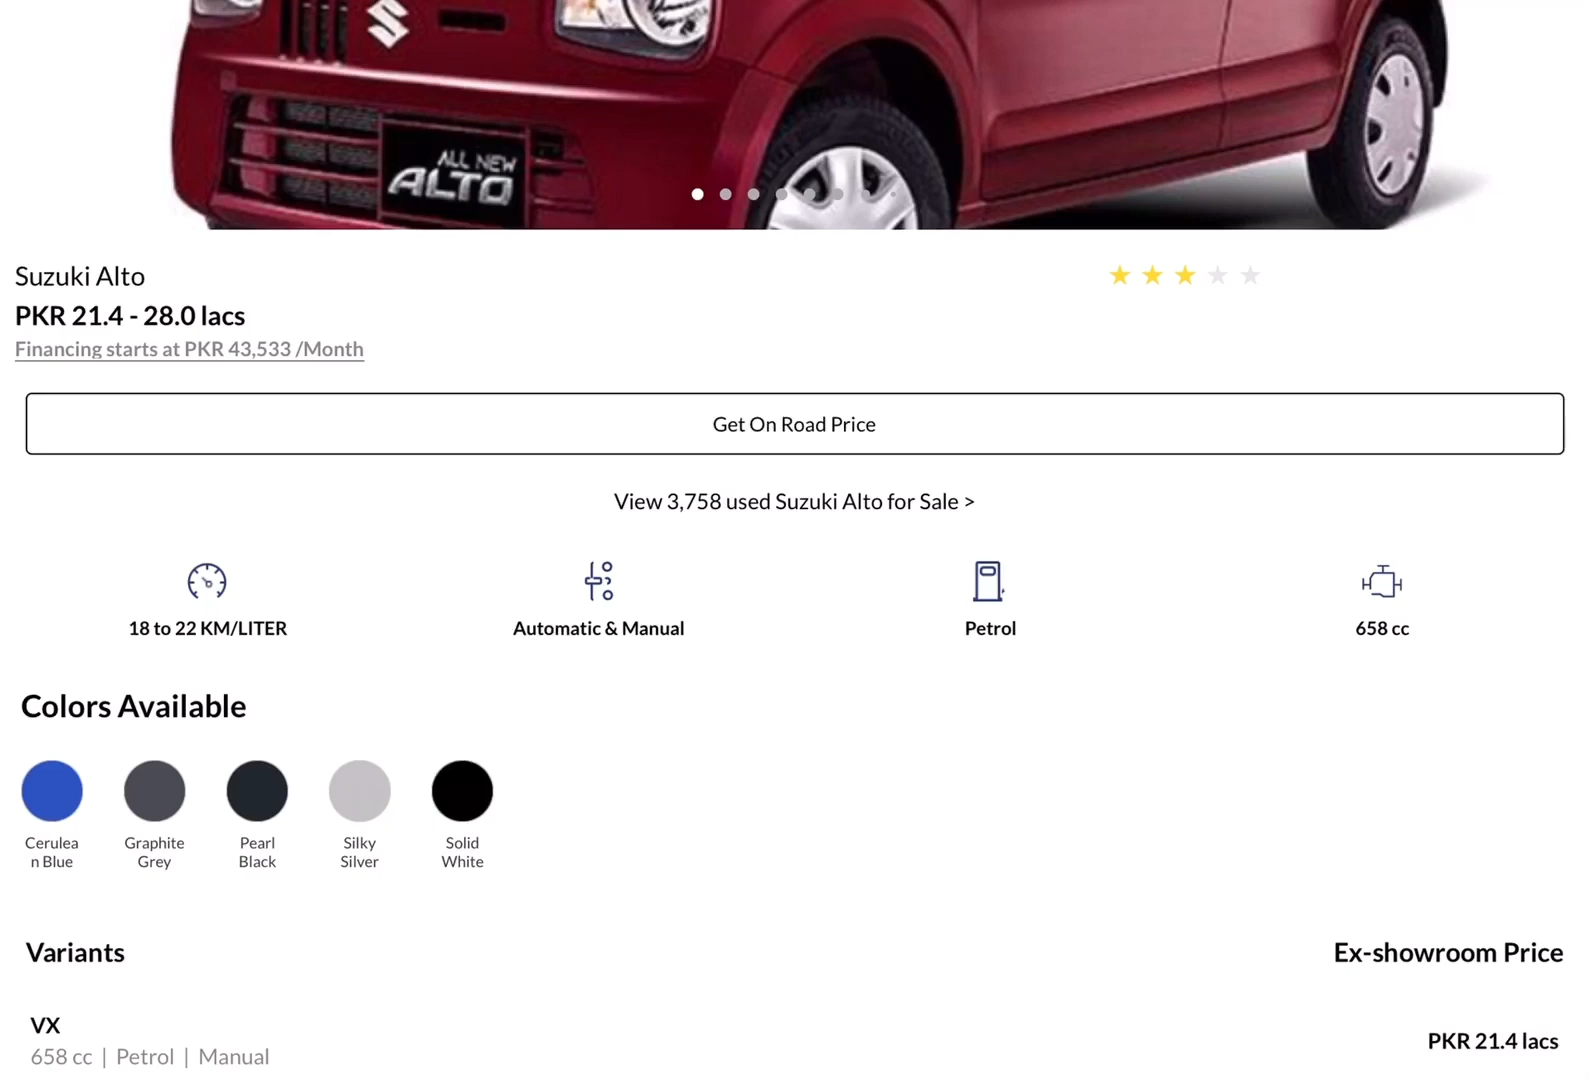 ALL NEW
ALTO
Suzuki Alto
PKR 21.4 - 28.0 lacs
Financing starts at PKR 43,533 /Month
Get On Road Price
View 3,758 used Suzuki Alto for Sale >
18 to 22 KM/LITER
Automatic & Manual
Petrol
658 cc
Colors Available
Cerulea
n Blue
Graphite
Grey
Pearl
Black
Silky
Silver
Solid
White
Variants
Ex-showroom Price
VX
658 cc | Petrol | Manual
PKR 21.4 lacs